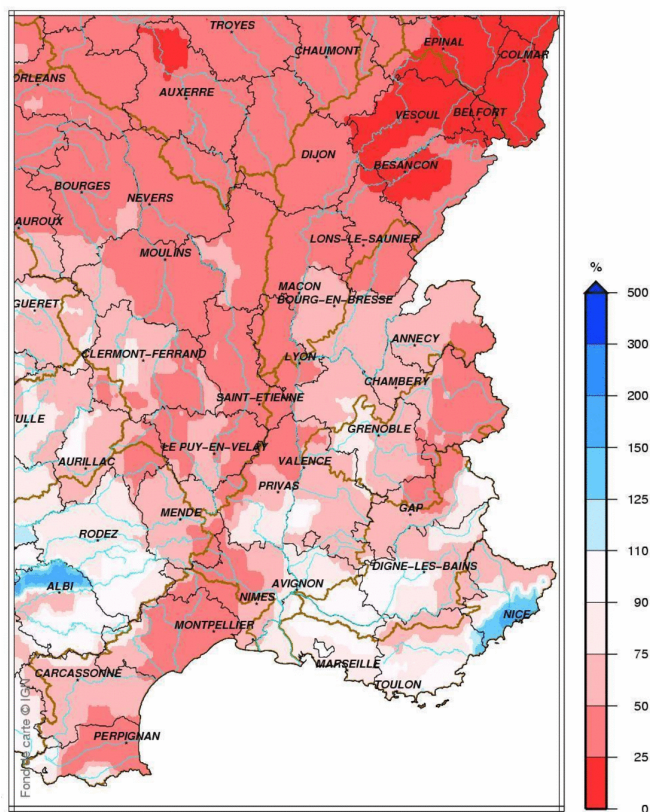 TROYES
EPINAL
CHAUMONT
COLMAR
ORLEANS
AUXERRE
VESOUL
BELFORT
DIJON
BESANCON
BOURGES
NEVERS
AUROUX
LONS-LE-SAUNIER
MOULINS
%
MACON
500
BOURG-EN-BRESSE
GUERET
300
ANNECY
CLERMONT-FERRAND
LYON
CHAMBERY
200
SAINT-ETIENNE
TULLE
GRENOBLE
150
LE PUY-EN-VELAY
AURILLAC
VALENCE
PRIVAS
125
GAP
MENDE
RODEZ
110
DIGNE-LES-BAINS
ALBI
AVIGNON
NIMES
90
NICE
MONTPELLIER
75
MARSEILLE
CARCASSONNE
TOULON
50
PERPIGNAN
25
0
Fond de carte © IGN